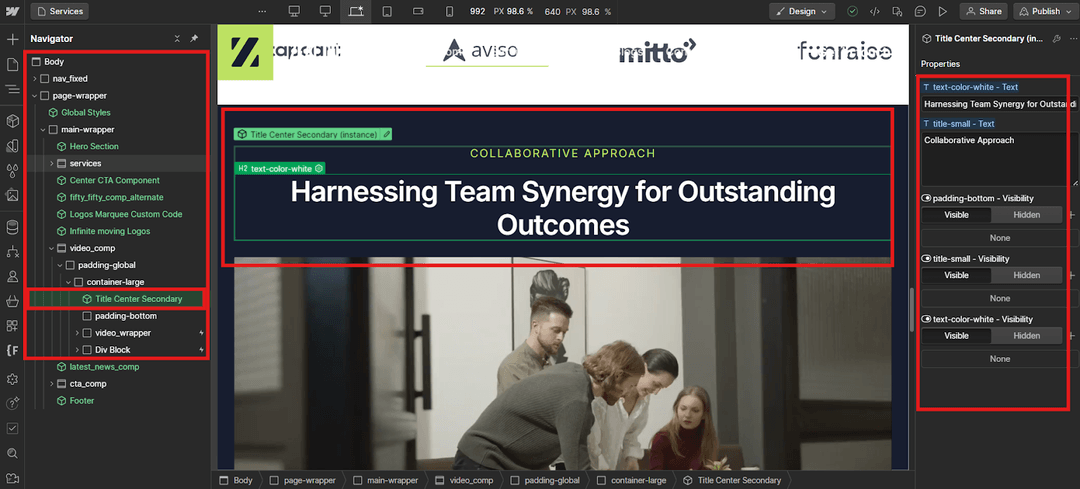 Services
...
992 PX 98.6 % 640 PX 98.6 %
Design
Share
Publish
Navigator
Body
nav_fixed
page-wrapper
Global Styles
main-wrapper
Hero Section
services
Center CTA Component
fifty_fifty_comp_alternate
Logos Marquee Custom Code
Infinite moving Logos
video_comp
padding-global
container-large
Title Center Secondary
padding-bottom
video_wrapper
Div Block
latest_news_comp
cta_comp
Footer
aviso
mitto
funraise
Title Center Secondary (instance)
COLLABORATIVE APPROACH
H2 text-color-white
Harnessing Team Synergy for Outstanding
Outcomes
Title Center Secondary (in...
Properties
text-color-white - Text
Harnessing Team Synergy for Outstandi
title-small - Text
Collaborative Approach
padding-bottom - Visibility
Visible Hidden
None
title-small - Visibility
Visible Hidden
None
text-color-white - Visibility
Visible Hidden
None
Body page-wrapper main-wrapper video_comp padding-global container-large Title Center Secondary